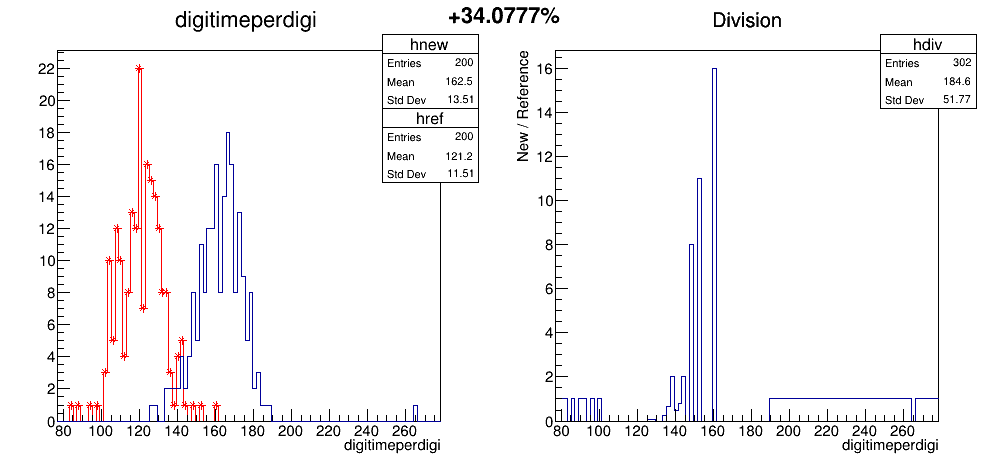 +34.0777%
digitimeperdigi
hnew
Entries 200
Mean 162.5
Std Dev 13.51
href
Entries 200
Mean 121.2
Std Dev 11.51
22
20
18
16
14
12
10
8
6
4
2
0
80 100 120 140 160 180 200 220 240 260
digitimeperdigi
Division
hdiv
Entries 302
Mean 184.6
Std Dev 51.77
New / Reference
16
14
12
10
8
6
4
2
0
80 100 120 140 160 180 200 220 240 260
digitimeperdigi